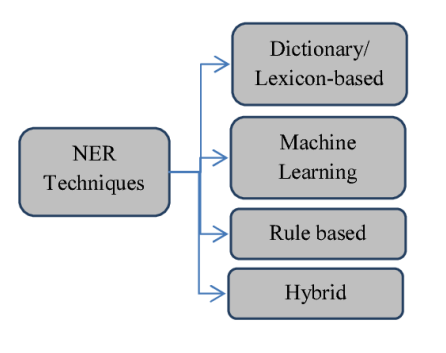 NER
Techniques
Dictionary/
Lexicon-based
Machine
Learning
Rule based
Hybrid